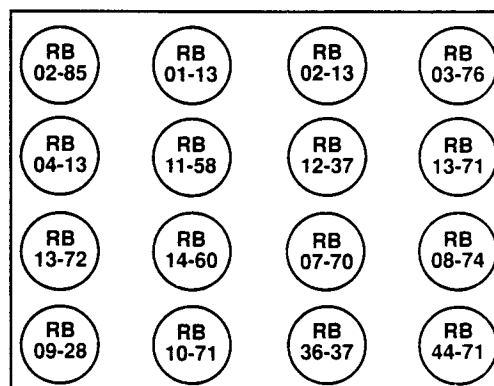 RB
02-85
RB
01-13
RB
02-13
RB
03-76
RB
04-13
RB
11-58
RB
12-37
RB
13-71
RB
13-72
RB
14-60
RB
07-70
RB
08-74
RB
09-28
RB
10-71
RB
36-37
RB
44-71